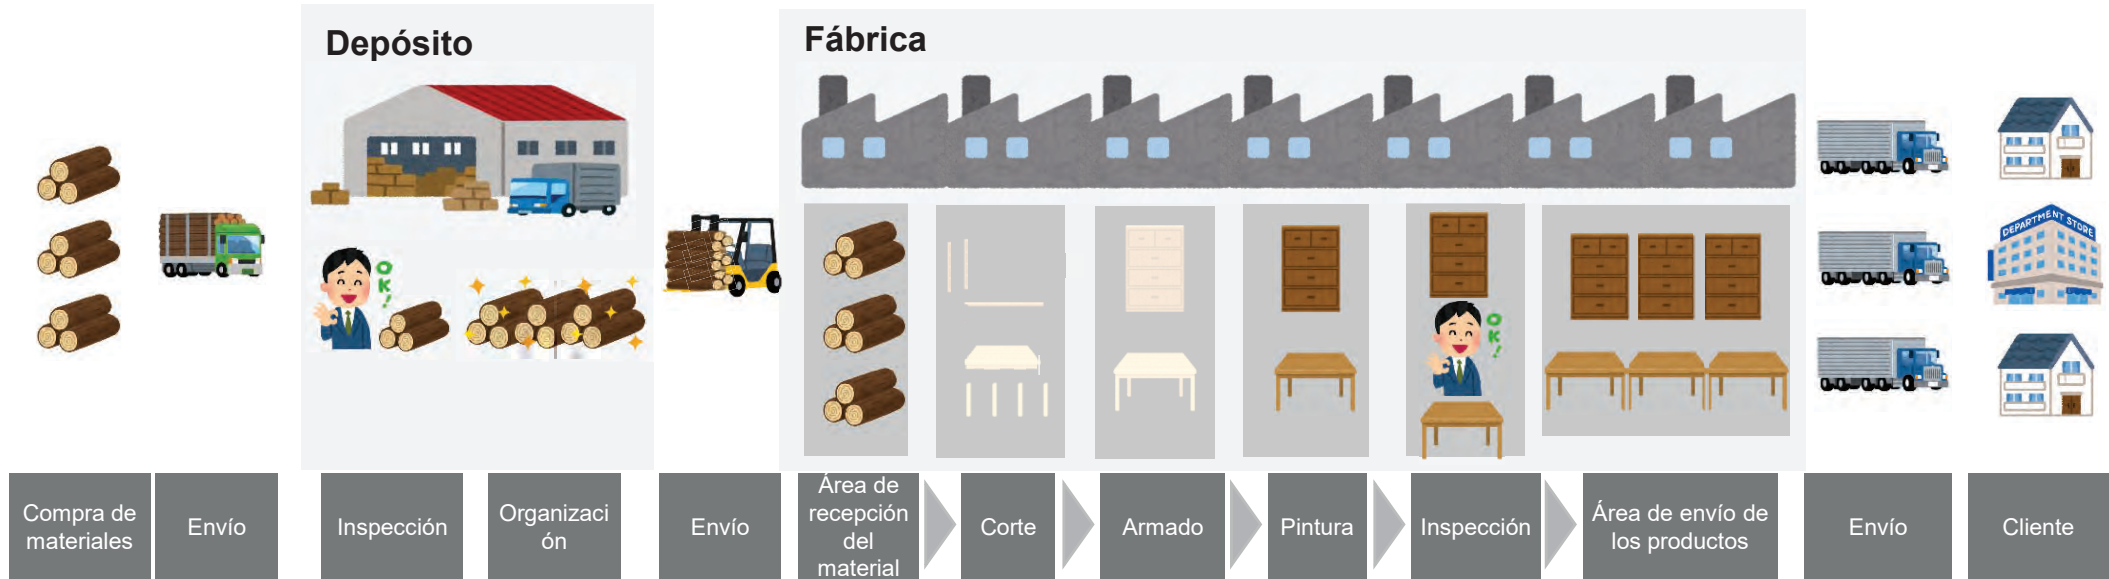 Depósito
Fábrica
OK!
DEPARTMENT STORE
OK!
Compra de
materiales
Envío
Inspección
Organizaci
ón
Envío
Área de
recepción
del
material
Corte
Armado
Pintura
Inspección
Área de envío de
los productos
Envío
Cliente